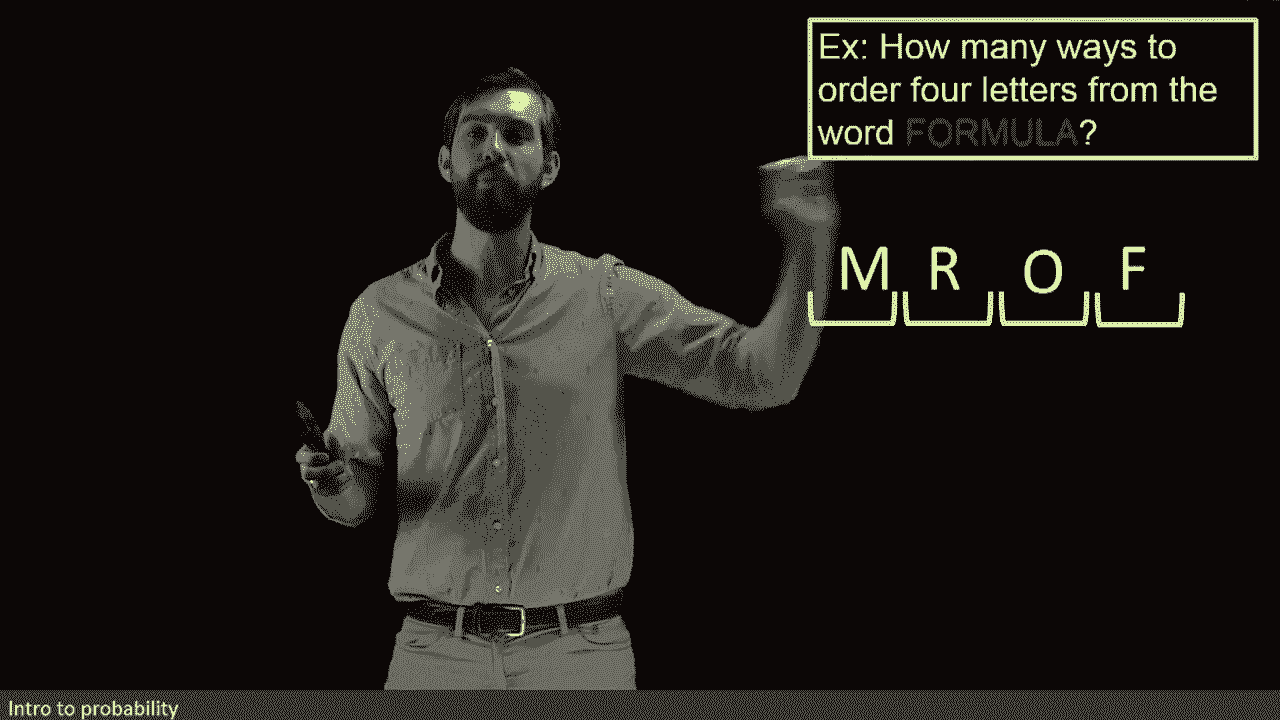 Ex: How many ways to
order four letters from the
word FORMULA?
M R O F
Intro to probability